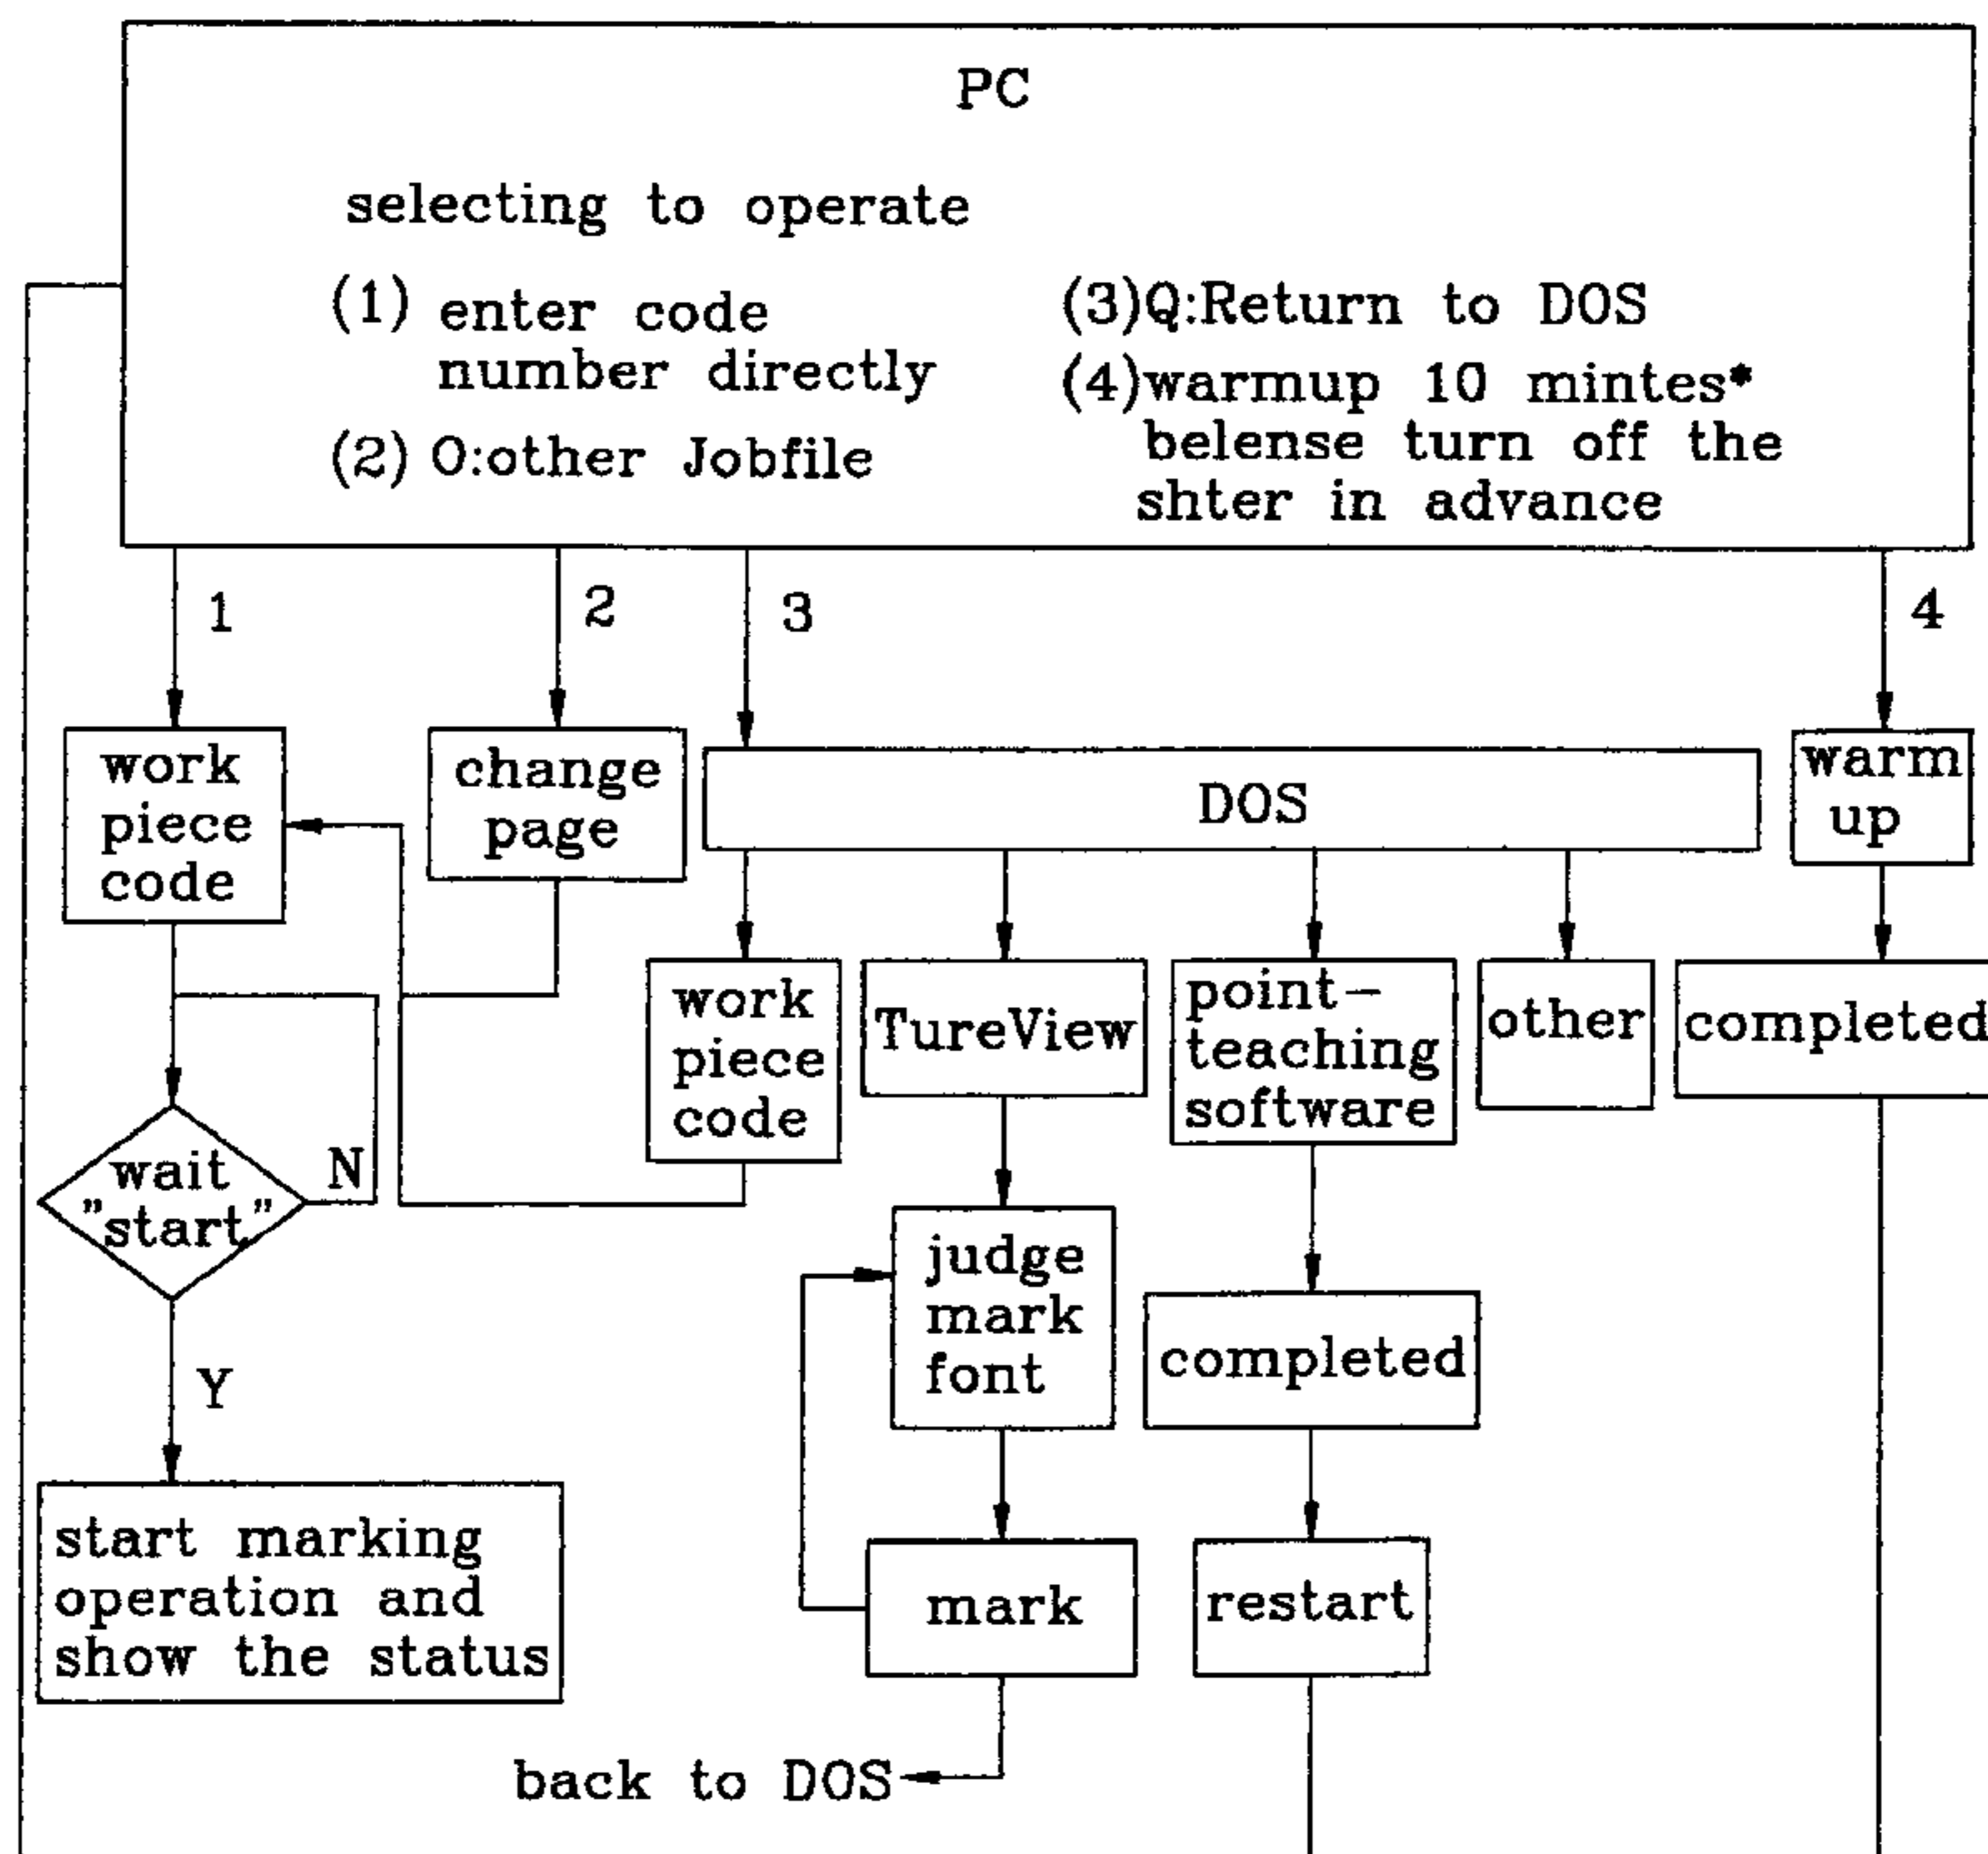 PC
selecting to operate
(1) enter code
number directly
(2) O:other Jobfile
(3)Q:Return to DOS
(4)warmup 10 mintes*
belense turn off the
shter in advance
1
2
3
4
work
piece
code
change
page
DOS
warm
up
work
piece
code
TureView
point-
teaching
software
other
completed
wait
"start"
N
Y
judge
mark
font
completed
start marking
operation and
show the status
mark
restart
back to DOS